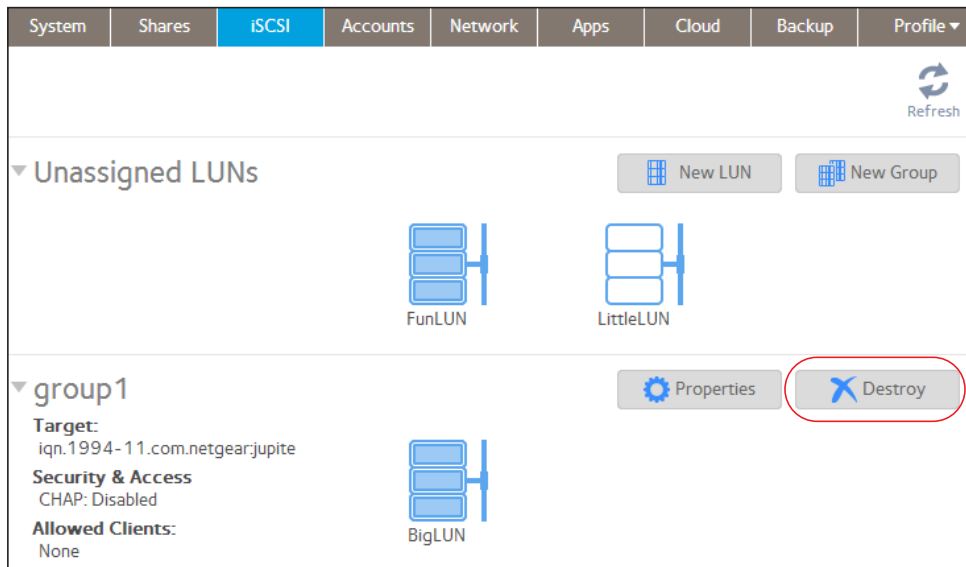 System Shares iSCSI Accounts Network Apps Cloud Backup Profile
Refresh
Unassigned LUNs
New LUN New Group
FunLUN LittleLUN
group1
Properties Destroy
Target:
iqn.1994-11.com.netgear:jupite
Security & Access
CHAP: Disabled
Allowed Clients:
None
BigLUN